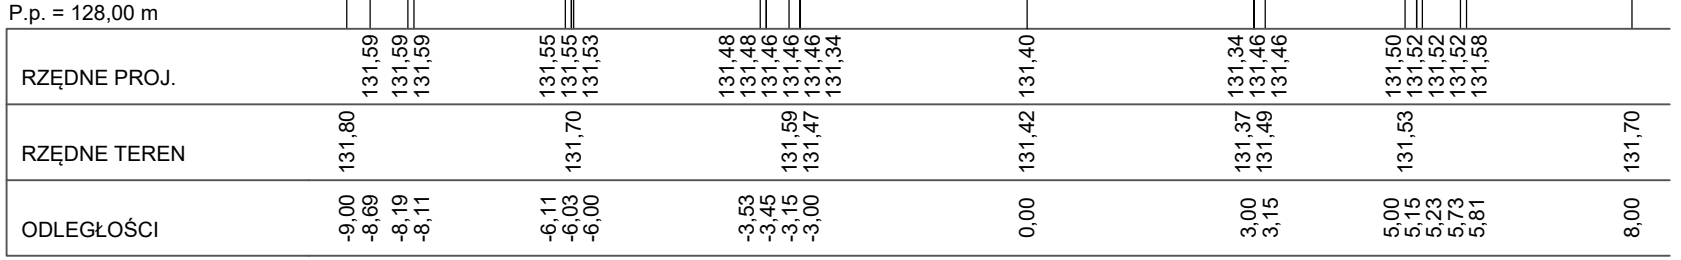 P.p. = 128,00 m
RZĘDNE PROJ. 131,59 131,59 131,59 131,55 131,55 131,53 131,48 131,48 131,46 131,46 131,46 131,34 131,40 131,34 131,46 131,46 131,50 131,52 131,52 131,52 131,58
RZĘDNE TEREN 131,80 131,70 131,59 131,47 131,42 131,37 131,49 131,53 131,70
ODLEGŁOŚCI -9,00 -8,69 -8,19 -8,11 -6,11 -6,03 -6,00 -3,53 -3,45 -3,15 -3,00 0,00 3,00 3,15 5,00 5,15 5,23 5,73 5,81 8,00